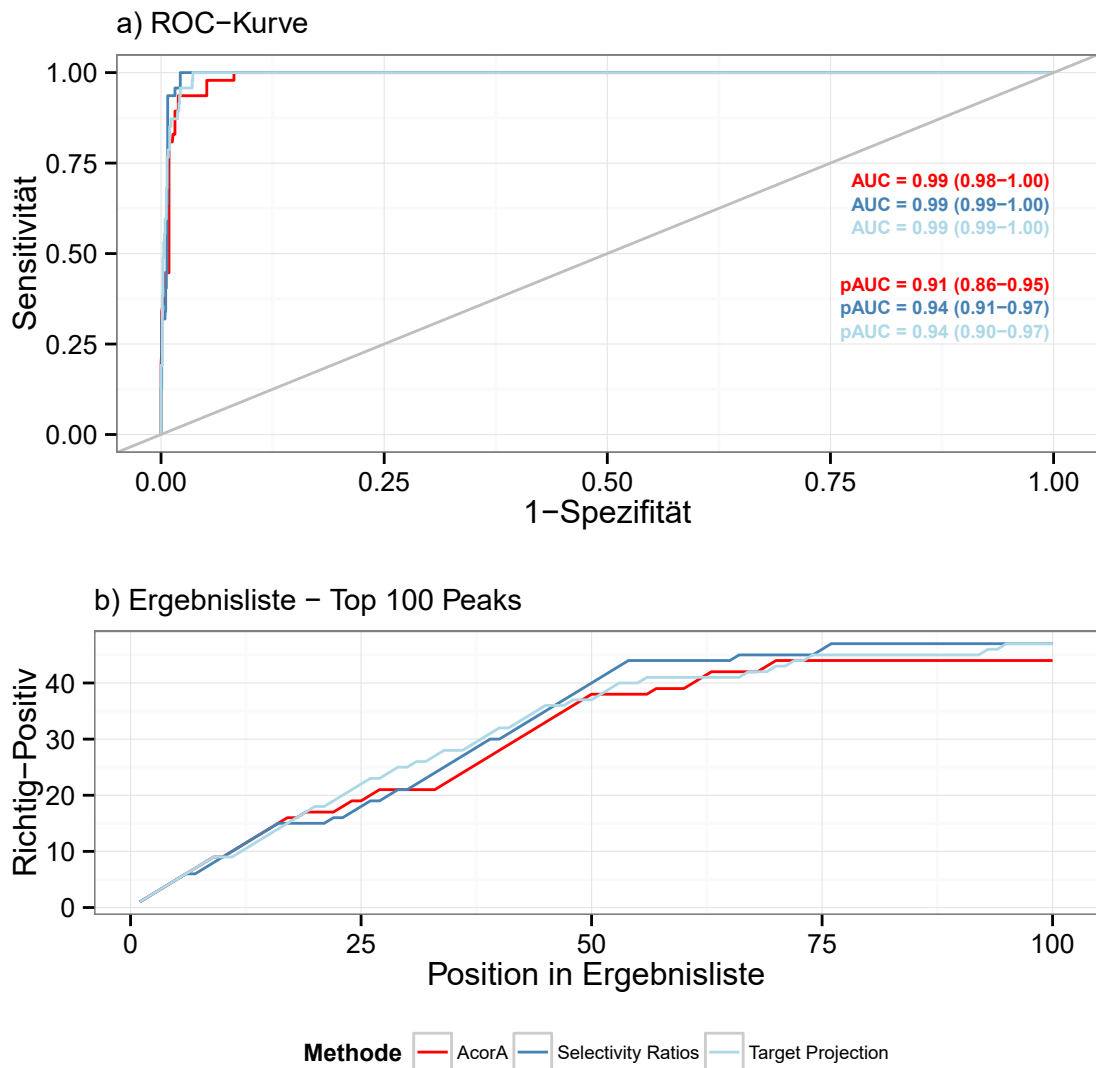 a) ROC−Kurve
1.00
0.75
0.50
0.25
0.00
Sensitivität
AUC = 0.99 (0.98−1.00)
AUC = 0.99 (0.99−1.00)
AUC = 0.99 (0.99−1.00)
pAUC = 0.91 (0.86−0.95)
pAUC = 0.94 (0.91−0.97)
pAUC = 0.94 (0.90−0.97)
0.00 0.25 0.50 0.75 1.00
1−Spezifität
b) Ergebnisliste − Top 100 Peaks
40
30
20
10
0
Richtig−Positiv
0 25 50 75 100
Position in Ergebnisliste
Methode AcorA Selectivity Ratios Target Projection